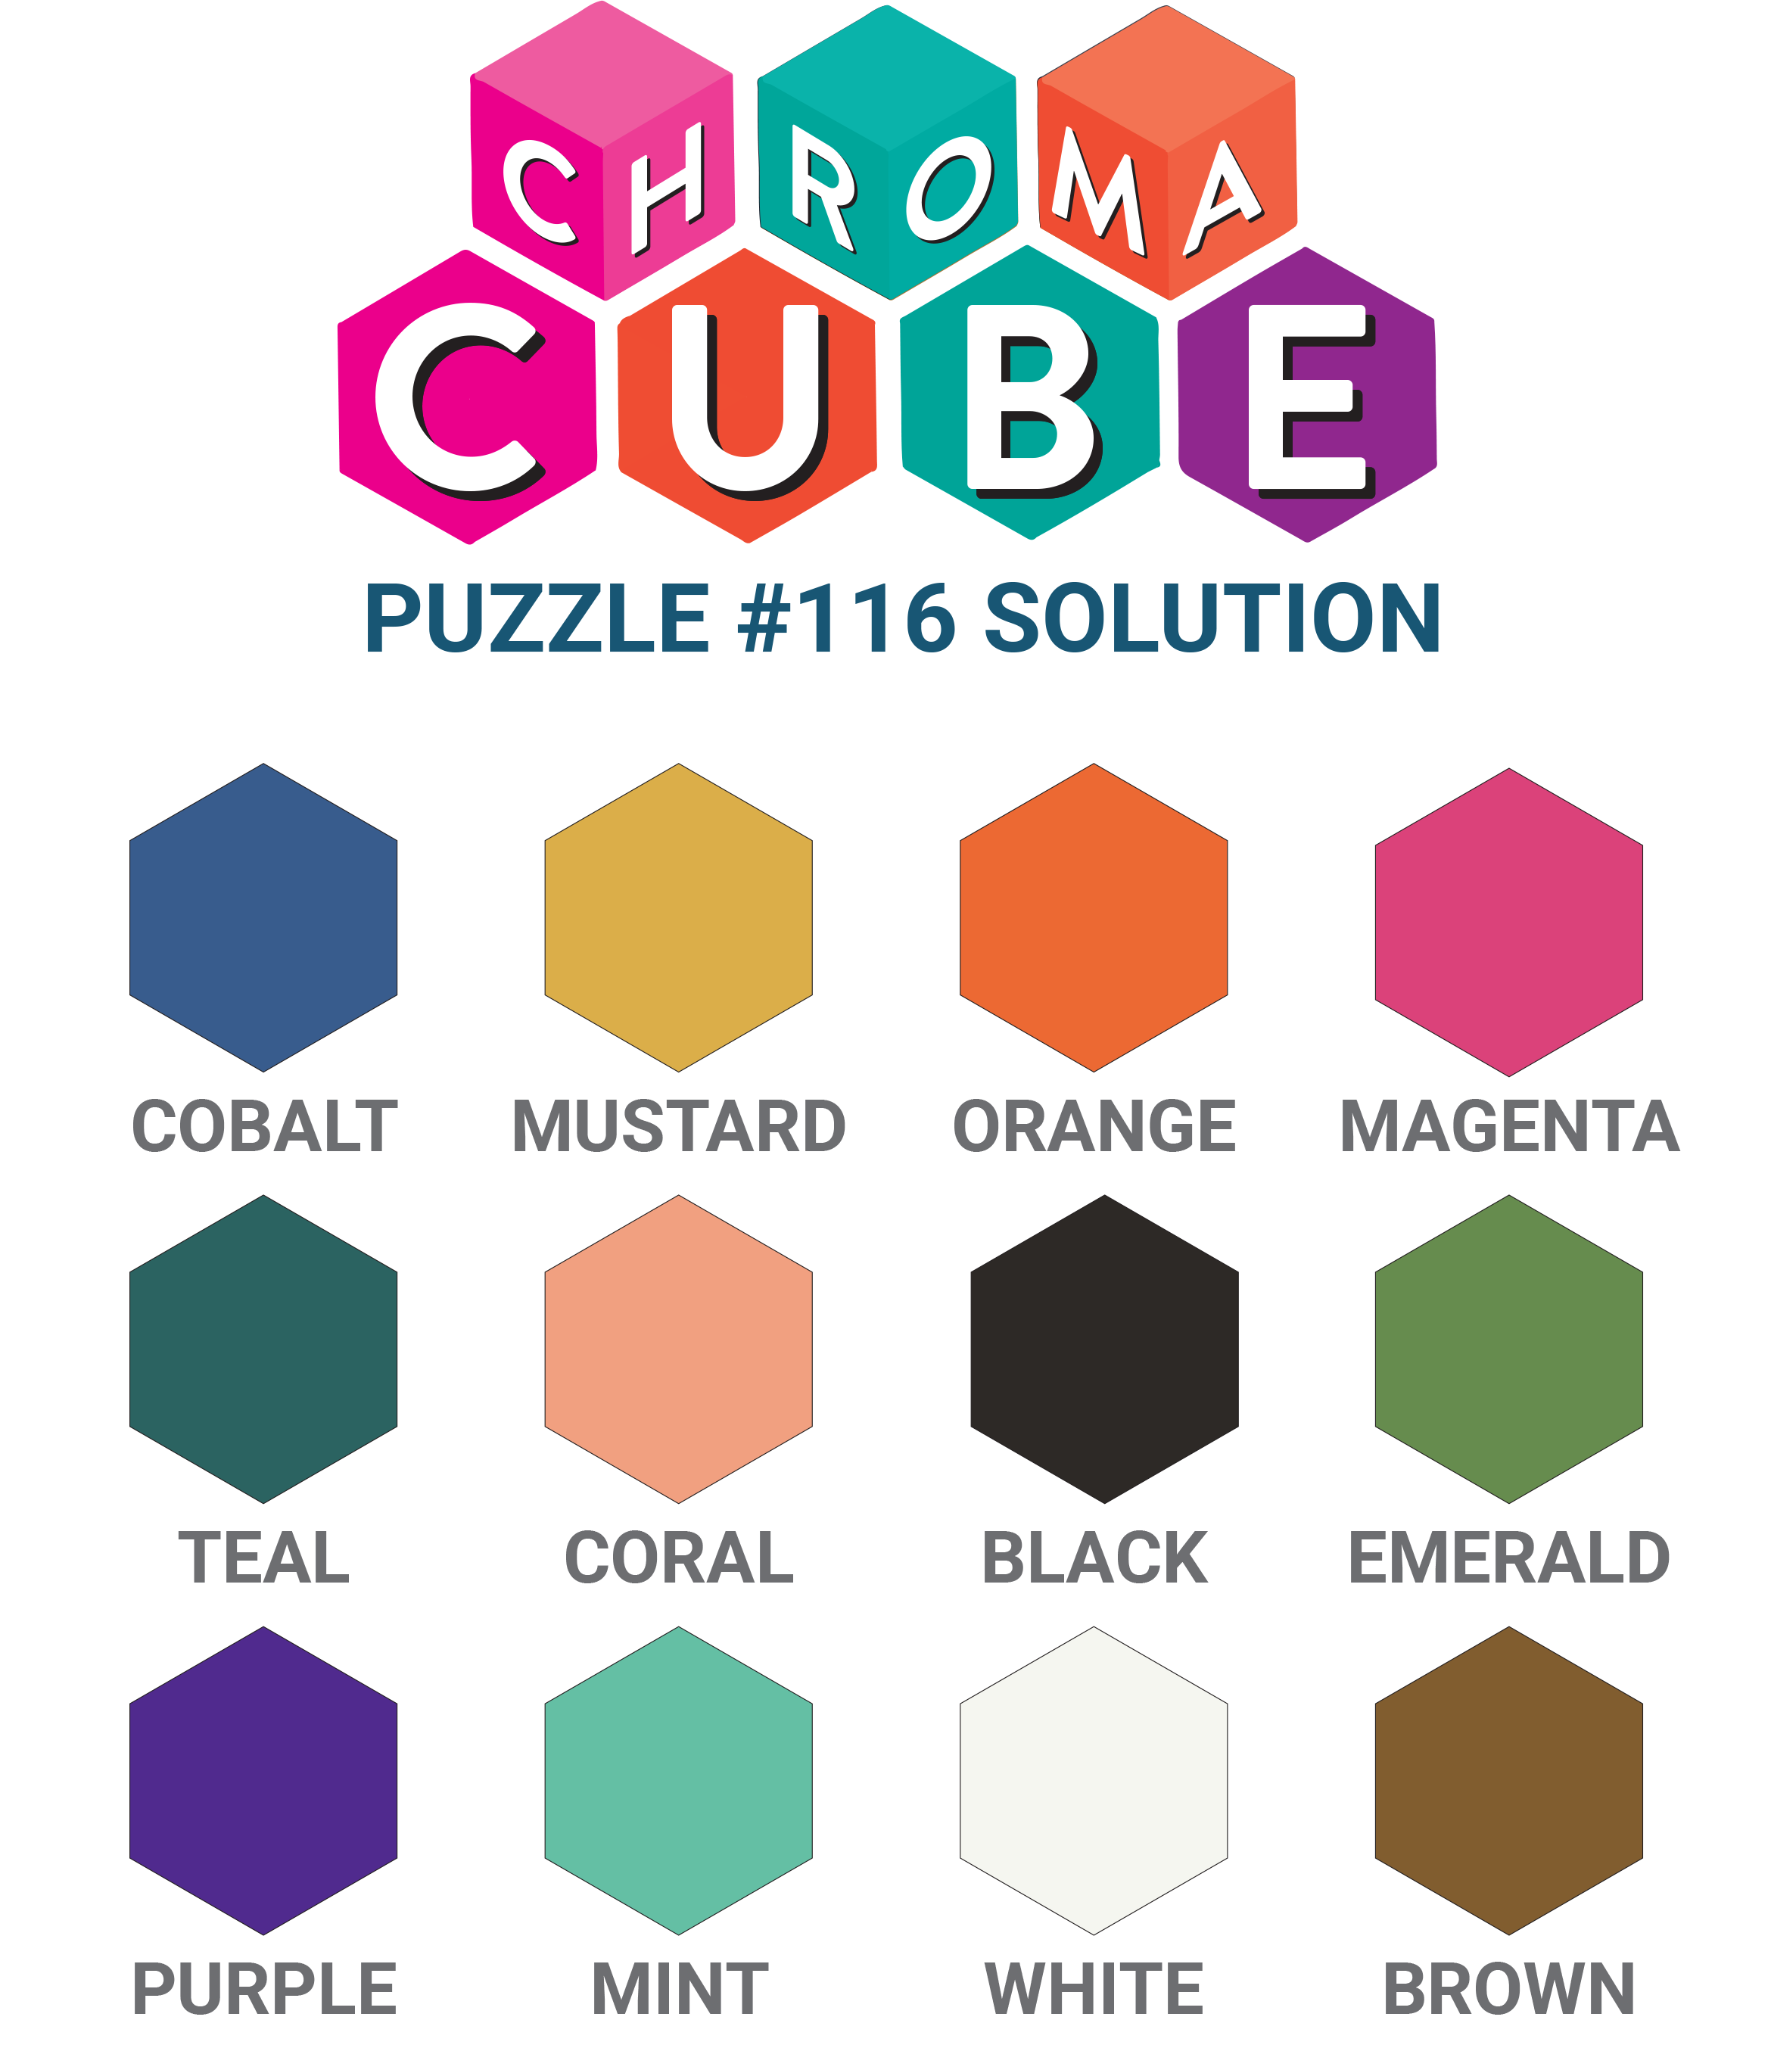 CHROMA
CUBE
PUZZLE #116 SOLUTION
COBALT MUSTARD ORANGE MAGENTA
TEAL CORAL BLACK EMERALD
PURPLE MINT WHITE BROWN